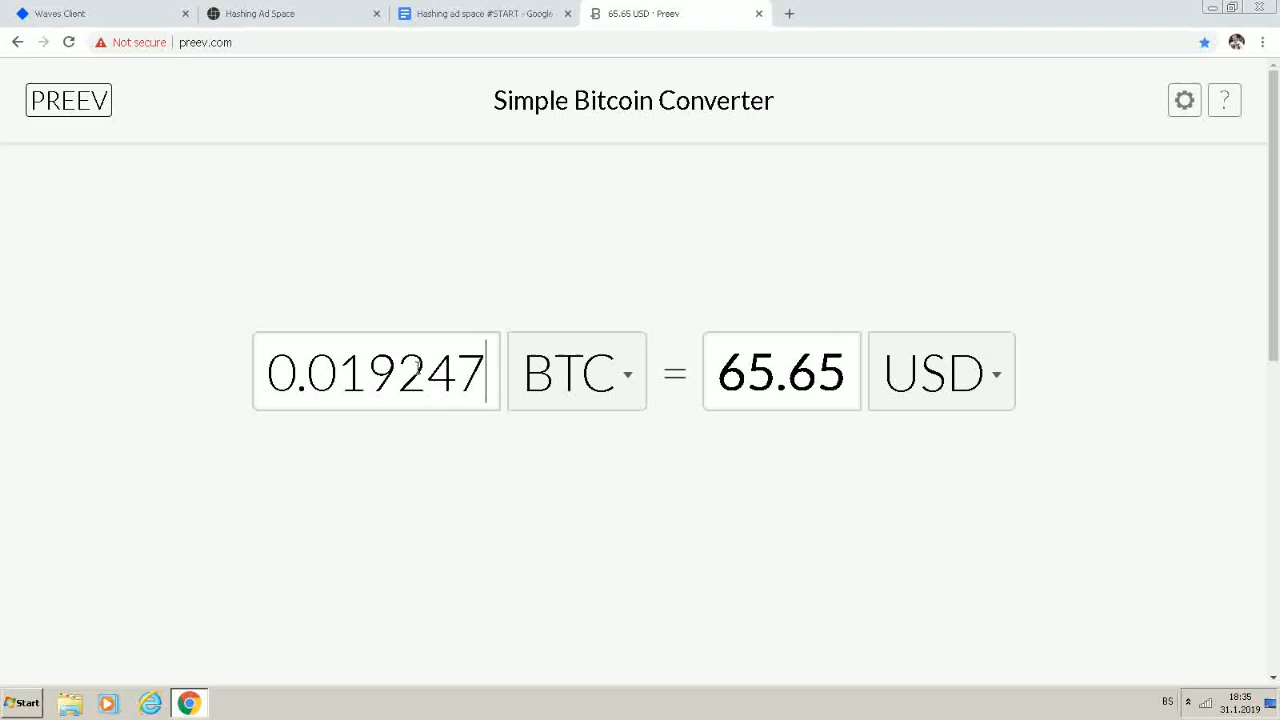 Waves Client
Hashing Ad Space
Hashing ad space #START - Google
65.65 USD · Preev
Not secure
preev.com
PREEV
Simple Bitcoin Converter
?
0.019247 BTC = 65.65 USD
Start
BS
18:35
31.1.2019